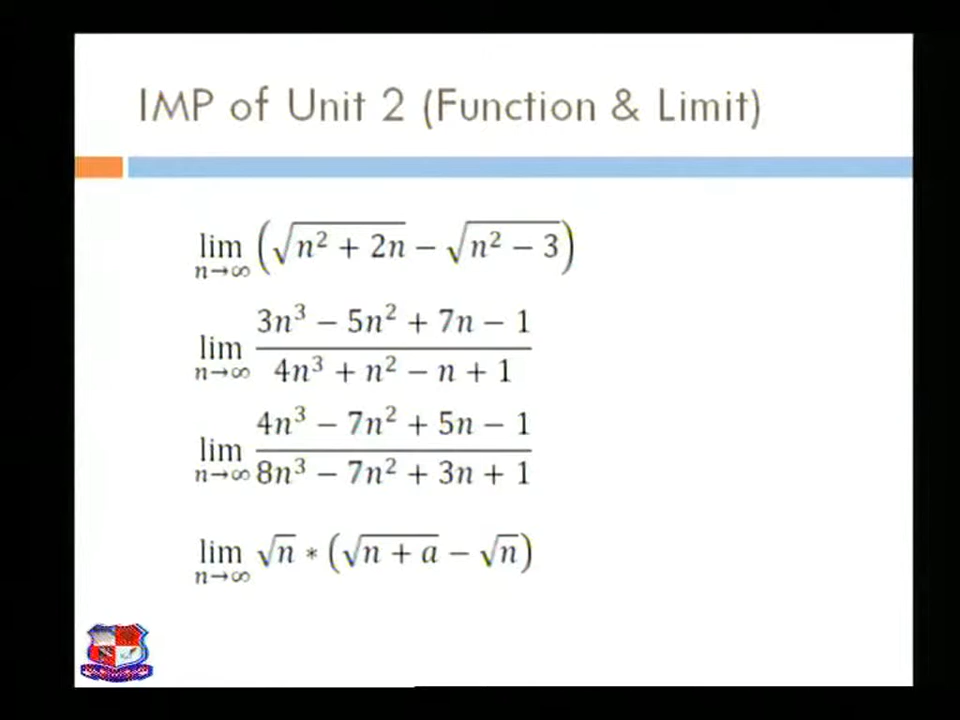 IMP of Unit 2 (Function & Limit)
lim n→∞ (√(n² + 2n) − √(n² − 3))
lim n→∞ (3n³ − 5n² + 7n − 1)/(4n³ + n² − n + 1)
lim n→∞ (4n³ − 7n² + 5n − 1)/(8n³ − 7n² + 3n + 1)
lim n→∞ √n * (√(n + a) − √n)